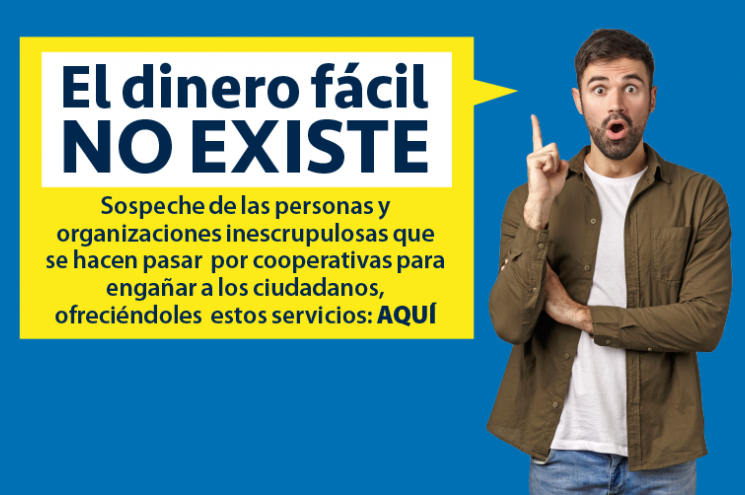 El dinero fácil
NO EXISTE
Sospeche de las personas y
organizaciones inescrupulosas que
se hacen pasar por cooperativas para
engañar a los ciudadanos,
ofreciéndoles estos servicios: AQUÍ